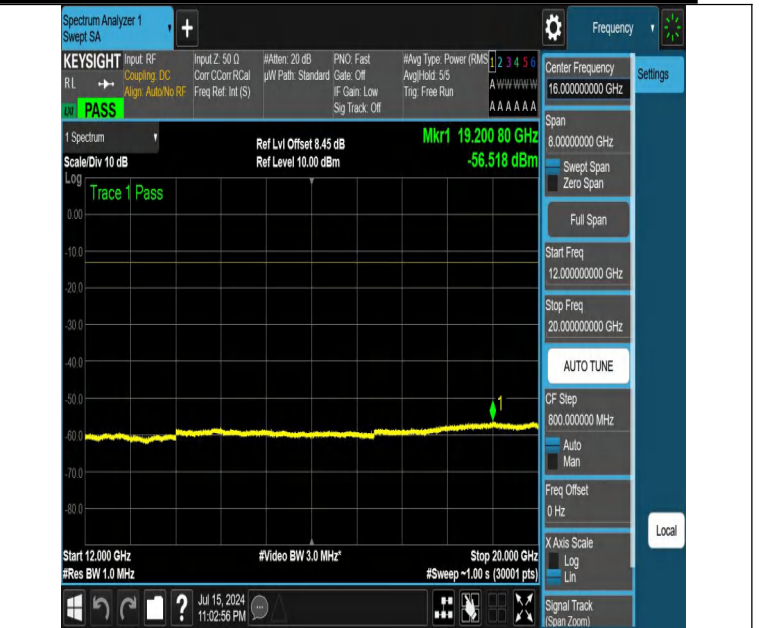 Spectrum Analyzer 1
Swept SA
+
Frequency
KEYSIGHT
RL
PASS
Input: RF
Coupling: DC
Align: Auto/No RF
Input Z: 50 Ω
Corr CCorr RCal
Freq Ref: Int (S)
#Atten: 20 dB
µW Path: Standard
PNO: Fast
Gate: Off
IF Gain: Low
Sig Track: Off
#Avg Type: Power (RMS
Avg|Hold: 5/5
Trig: Free Run
1 2 3 4 5 6
A W W W W W
A A A A A A
1 Spectrum
Scale/Div 10 dB
Ref Lvl Offset 8.45 dB
Ref Level 10.00 dBm
Mkr1 19.200 80 GHz
-56.518 dBm
Log
Trace 1 Pass
0.00
-10.0
-20.0
-30.0
-40.0
-50.0
-60.0
-70.0
-80.0
1
Start 12.000 GHz
#Res BW 1.0 MHz
#Video BW 3.0 MHz*
Stop 20.000 GHz
#Sweep ~1.00 s (30001 pts)
Center Frequency
16.000000000 GHz
Settings
Span
8.00000000 GHz
Swept Span
Zero Span
Full Span
Start Freq
12.000000000 GHz
Stop Freq
20.000000000 GHz
AUTO TUNE
CF Step
800.000000 MHz
Auto
Man
Freq Offset
0 Hz
X Axis Scale
Log
Lin
Local
Signal Track
(Span Zoom)
?
Jul 15, 2024
11:02:56 PM